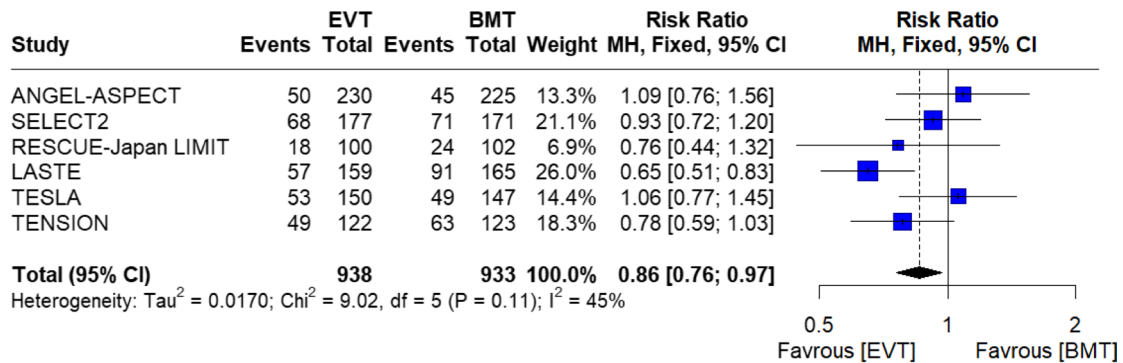 EVT BMT Risk Ratio Risk Ratio
Study Events Total Events Total Weight MH, Fixed, 95% CI MH, Fixed, 95% CI
ANGEL-ASPECT 50 230 45 225 13.3% 1.09 [0.76; 1.56]
SELECT2 68 177 71 171 21.1% 0.93 [0.72; 1.20]
RESCUE-Japan LIMIT 18 100 24 102 6.9% 0.76 [0.44; 1.32]
LASTE 57 159 91 165 26.0% 0.65 [0.51; 0.83]
TESLA 53 150 49 147 14.4% 1.06 [0.77; 1.45]
TENSION 49 122 63 123 18.3% 0.78 [0.59; 1.03]
Total (95% CI) 938 933 100.0% 0.86 [0.76; 0.97]
Heterogeneity: Tau² = 0.0170; Chi² = 9.02, df = 5 (P = 0.11); I² = 45%
0.5 1 2
Favrous [EVT] Favrous [BMT]